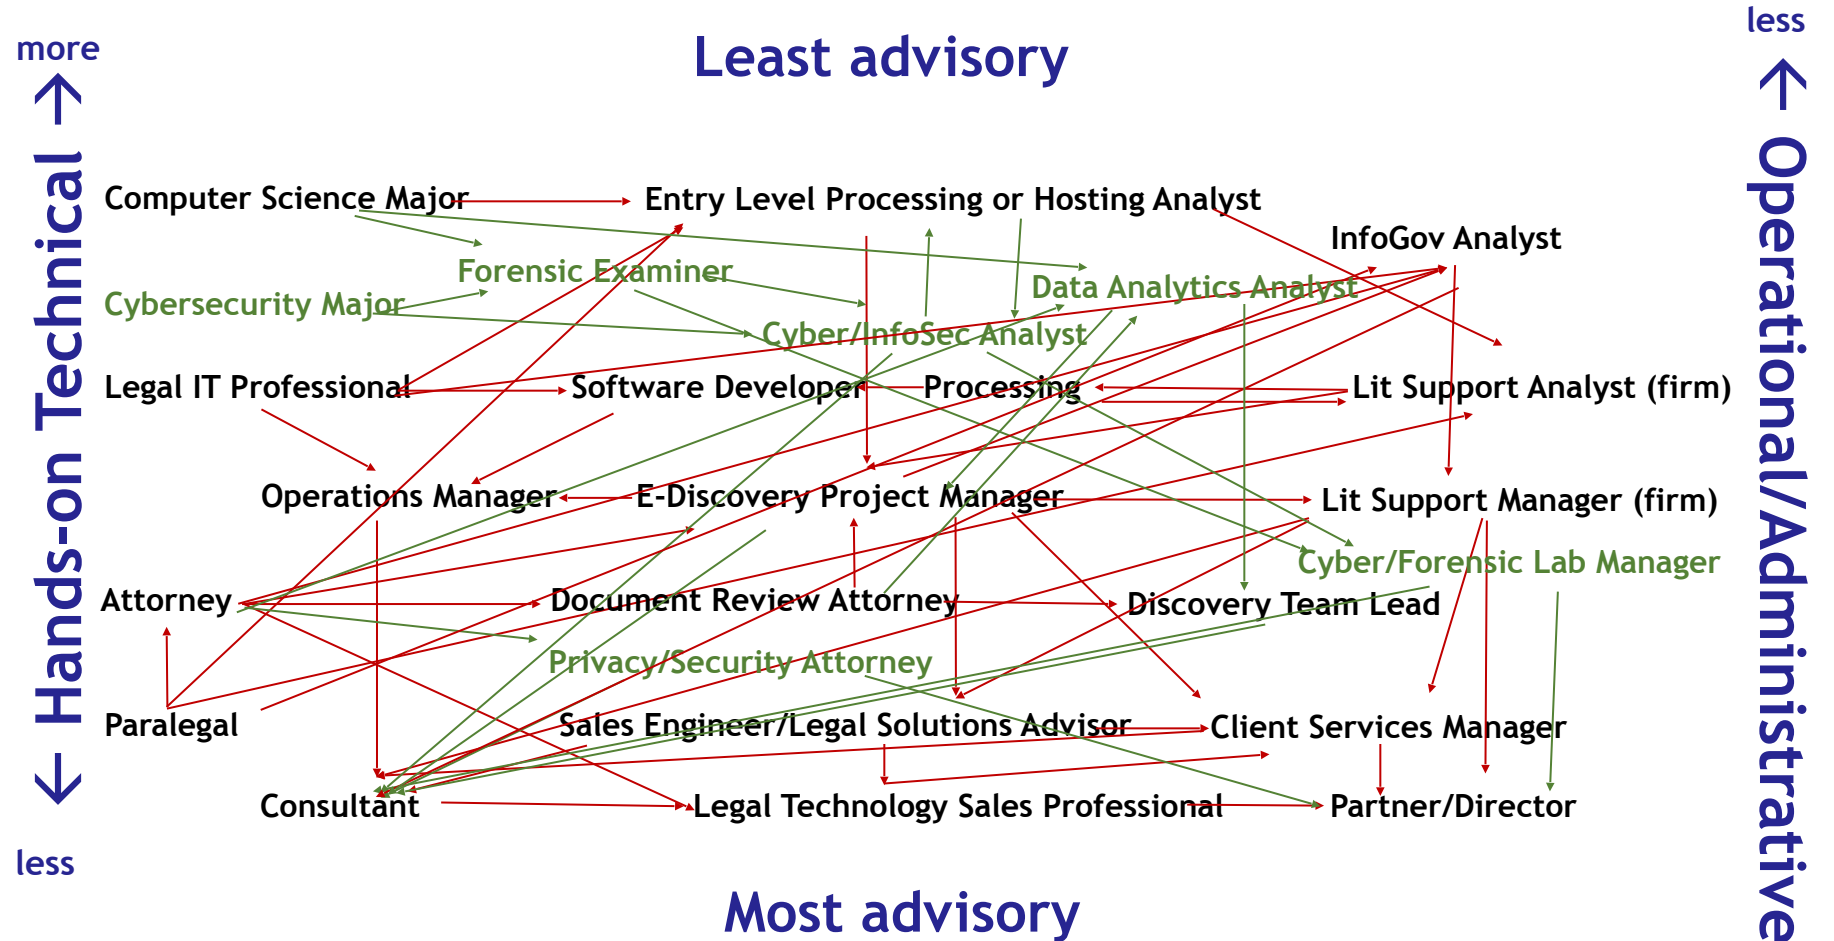 more
less
Least advisory
← Hands-on Technical →
← Operational/Administrative
Computer Science Major
Entry Level Processing or Hosting Analyst
InfoGov Analyst
Forensic Examiner
Data Analytics Analyst
Cybersecurity Major
Cyber/InfoSec Analyst
Legal IT Professional
Software Developer
Processing
Lit Support Analyst (firm)
Operations Manager
E-Discovery Project Manager
Lit Support Manager (firm)
Cyber/Forensic Lab Manager
Attorney
Document Review Attorney
Discovery Team Lead
Privacy/Security Attorney
Paralegal
Sales Engineer/Legal Solutions Advisor
Client Services Manager
Consultant
Legal Technology Sales Professional
Partner/Director
less
Most advisory